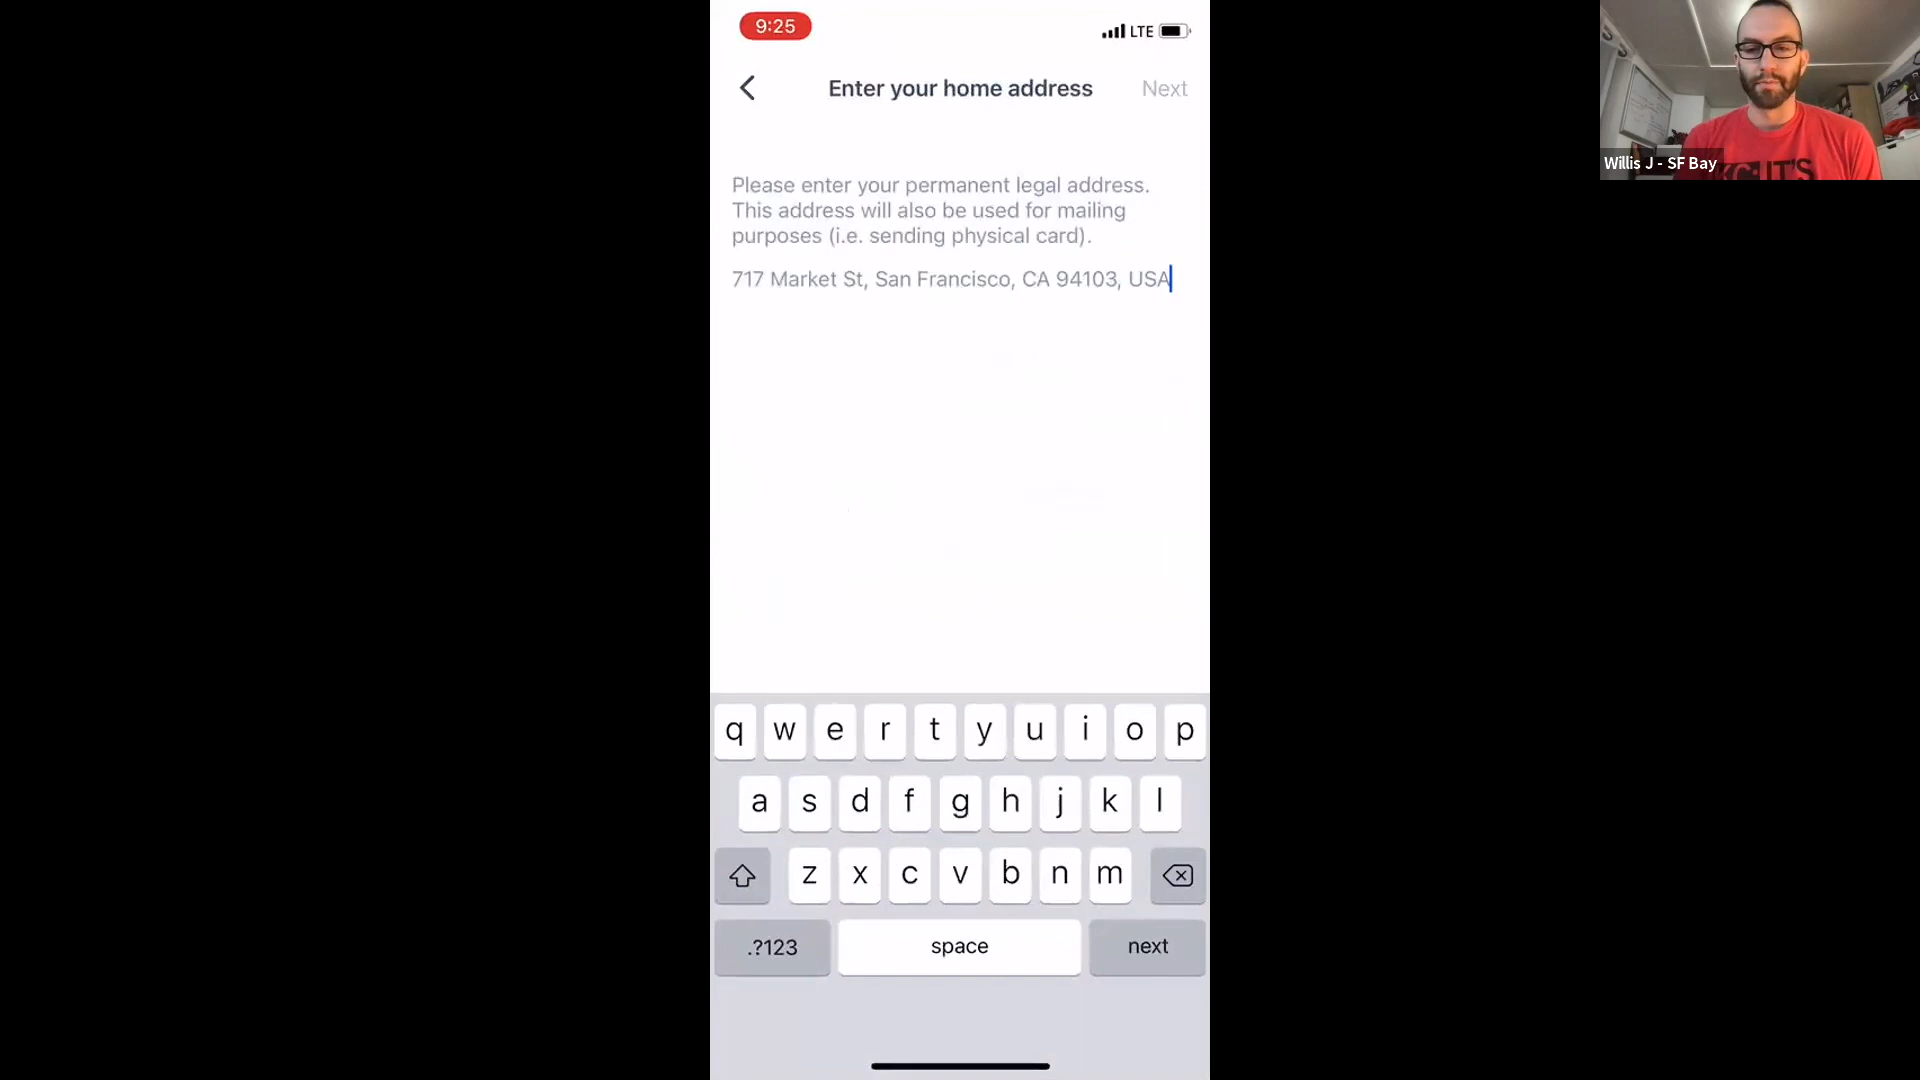 9:25
LTE
Enter your home address
Next
Please enter your permanent legal address.
This address will also be used for mailing
purposes (i.e. sending physical card).
717 Market St, San Francisco, CA 94103, USA
q w e r t y u i o p
a s d f g h j k l
z x c v b n m
.?123
space
next
Willis J - SF Bay